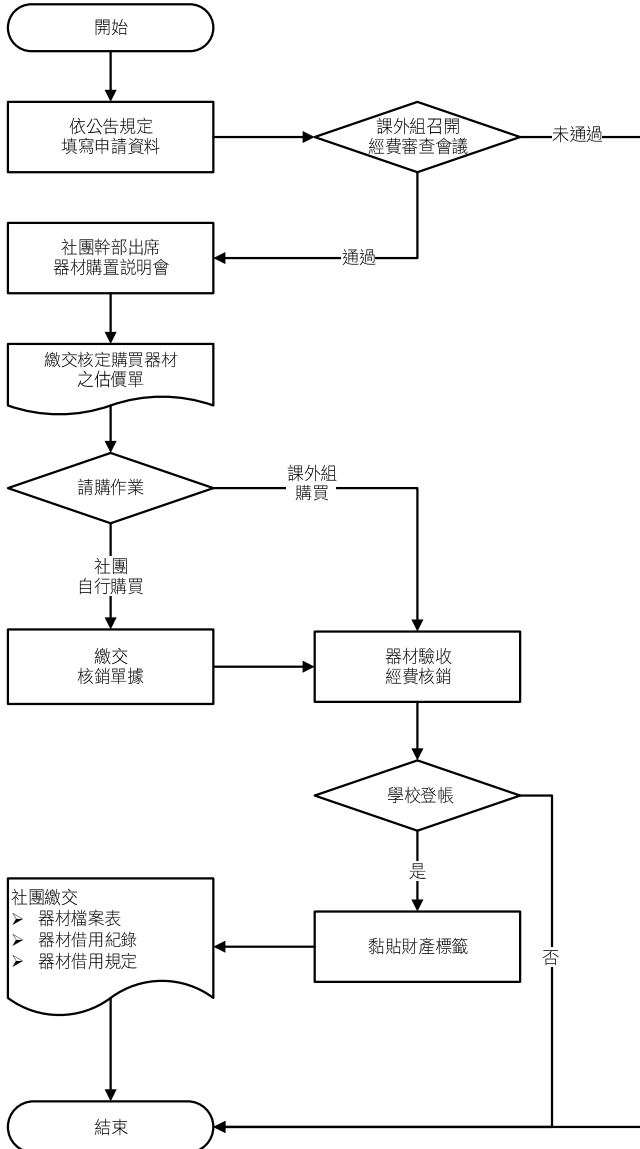 開始
依公告規定
填寫申請資料
課外組召開
經費審查會議
未通過
通過
社團幹部出席
器材購置說明會
繳交核定購買器材
之估價單
請購作業
課外組
購買
社團
自行購買
繳交
核銷單據
器材驗收
經費核銷
學校登帳
是
否
黏貼財產標籤
社團繳交
➢ 器材檔案表
➢ 器材借用紀錄
➢ 器材借用規定
結束